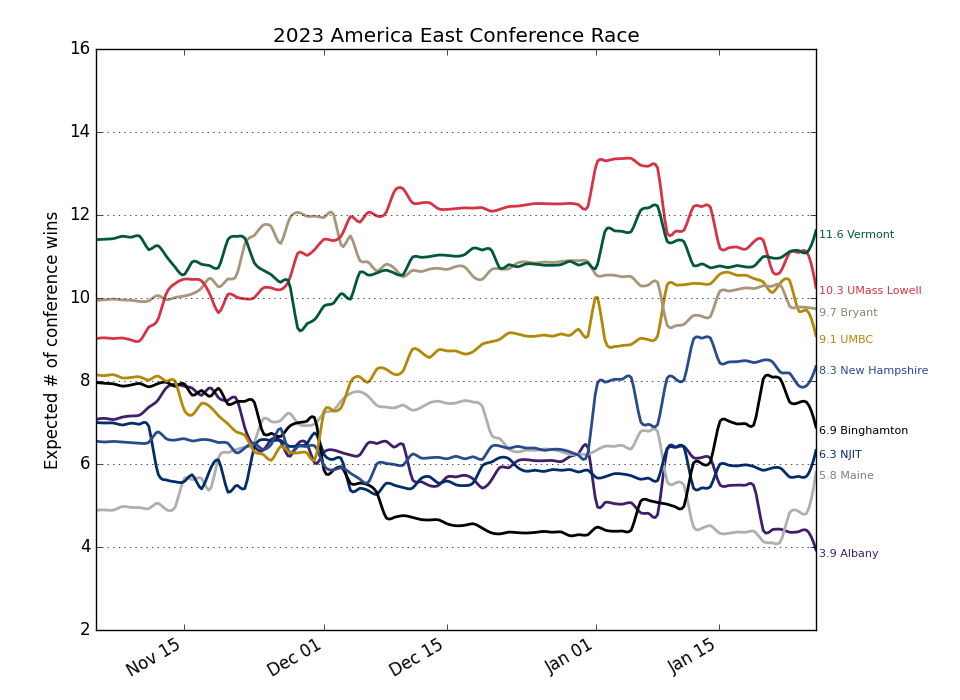 2023 America East Conference Race
Expected # of conference wins
16
14
12
10
8
6
4
2
Nov 15
Dec 01
Dec 15
Jan 01
Jan 15
11.6 Vermont
10.3 UMass Lowell
9.7 Bryant
9.1 UMBC
8.3 New Hampshire
6.9 Binghamton
6.3 NJIT
5.8 Maine
3.9 Albany